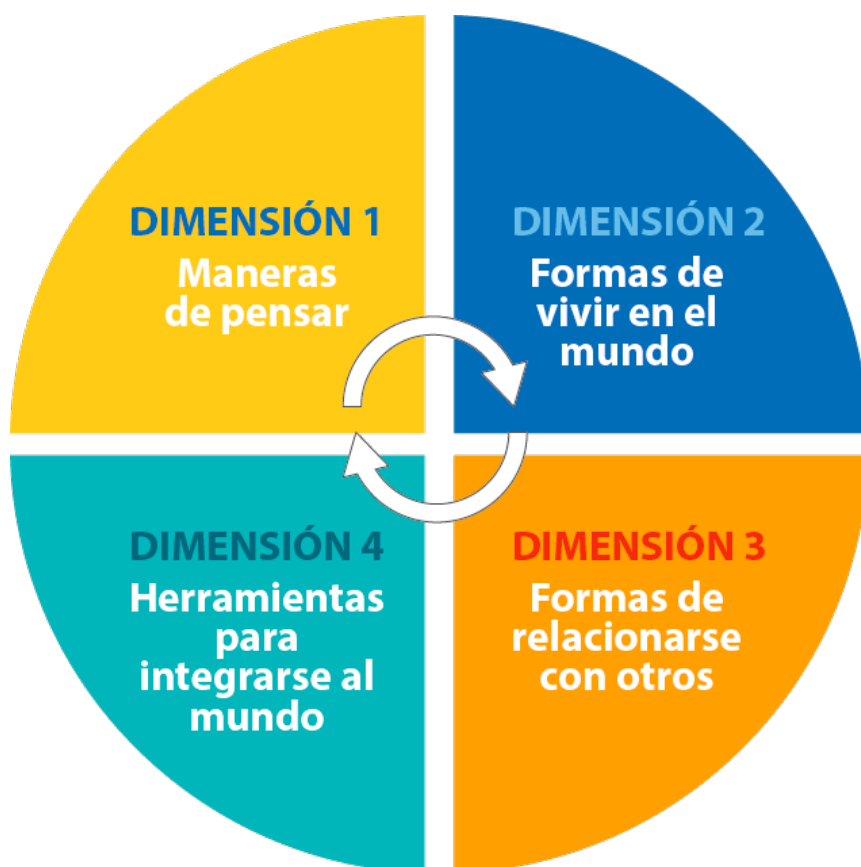 DIMENSIÓN 1
Maneras
de pensar
DIMENSIÓN 2
Formas de
vivir en el
mundo
DIMENSIÓN 3
Formas de
relacionarse
con otros
DIMENSIÓN 4
Herramientas
para
integrarse al
mundo